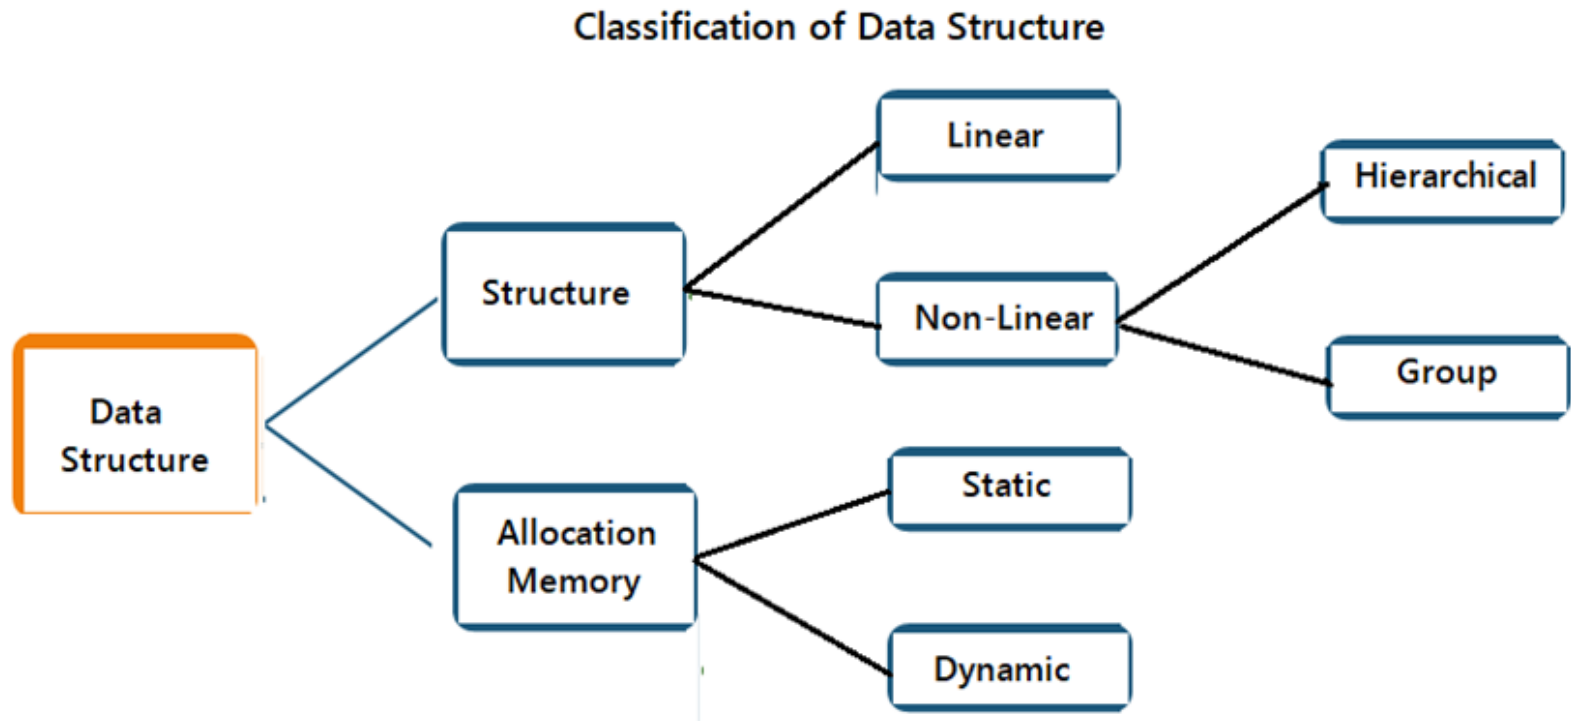 Classification of Data Structure
Linear
Hierarchical
Structure
Non-Linear
Group
Data
Structure
Static
Allocation
Memory
Dynamic